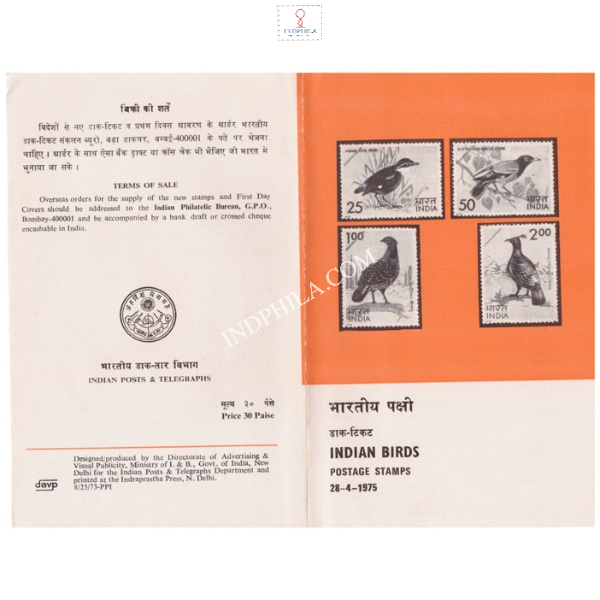 INDPHILA
बिक्री की शर्तें
विदेशों से नए डाक-टिकट व प्रथम दिवस आवरण के आर्डर भारतीय
डाक-टिकट संकलन ब्यूरो, बड़ा डाकघर, बम्बई-400001 के पते पर भेजना
चाहिए। आर्डर के साथ ऐसा बैंक ड्राफ्ट या क्रॉस चेक भी भेजिए जो भारत में
भुनाया जा सके।
TERMS OF SALE
Overseas orders for the supply of the new stamps and First Day
Covers should be addressed to the Indian Philatelic Bureau, G.P.O.,
Bombay-400001 and be accompanied by a bank draft or crossed cheque
encashable in India.
भारतीय डाक-तार विभाग
INDIAN POSTS & TELEGRAPHS
मूल्य ३० पैसे
Price 30 Paise
davp
Designed/produced by the Directorate of Advertising &
Visual Publicity, Ministry of I. & B., Govt. of India, New
Delhi for the Indian Posts & Telegraphs Department and
printed at the Indraprastha Press, N. Delhi.
8/23/73-PPI
25 भारत INDIA
50 भारत INDIA
1.00 भारत INDIA
2.00 भारत INDIA
INDPHILA.COM
भारतीय पक्षी
डाक-टिकट
INDIAN BIRDS
POSTAGE STAMPS
28-4-1975